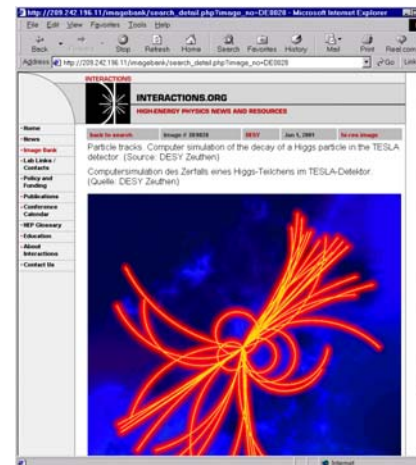 http://209.242.196.11/imagebank/search_detail.php?image_no=DE0028 - Microsoft Internet Explorer
File Edit View Favorites Tools Help
Back Stop Refresh Home Search Favorites History Mail Print Real.com
Address http://209.242.196.11/imagebank/search_detail.php?image_no=DE0028 Go Link
INTERACTIONS
INTERACTIONS.ORG
HIGH-ENERGY PHYSICS NEWS AND RESOURCES
Home
News
Image Bank
Lab Links /
Contacts
Policy and
Funding
Publications
Conference
Calendar
HEP Glossary
Education
About
Interactions
Contact Us
back to search Image # DE0028 DESY Jan 1, 2001 hi-res image
Particle tracks. Computer simulation of the decay of a Higgs particle in the TESLA
detector. (Source: DESY Zeuthen)
Computersimulation des Zerfalls eines Higgs-Teilchens im TESLA-Detektor.
(Quelle: DESY Zeuthen)
Internet